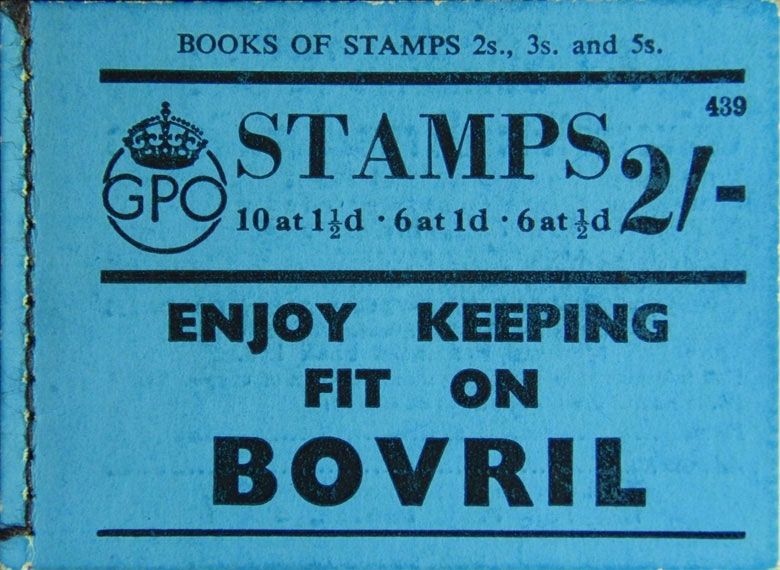 BOOKS OF STAMPS 2s., 3s. and 5s.
439
GPO
STAMPS 2/-
10 at 1½d · 6 at 1d · 6 at ½d
ENJOY KEEPING
FIT ON
BOVRIL